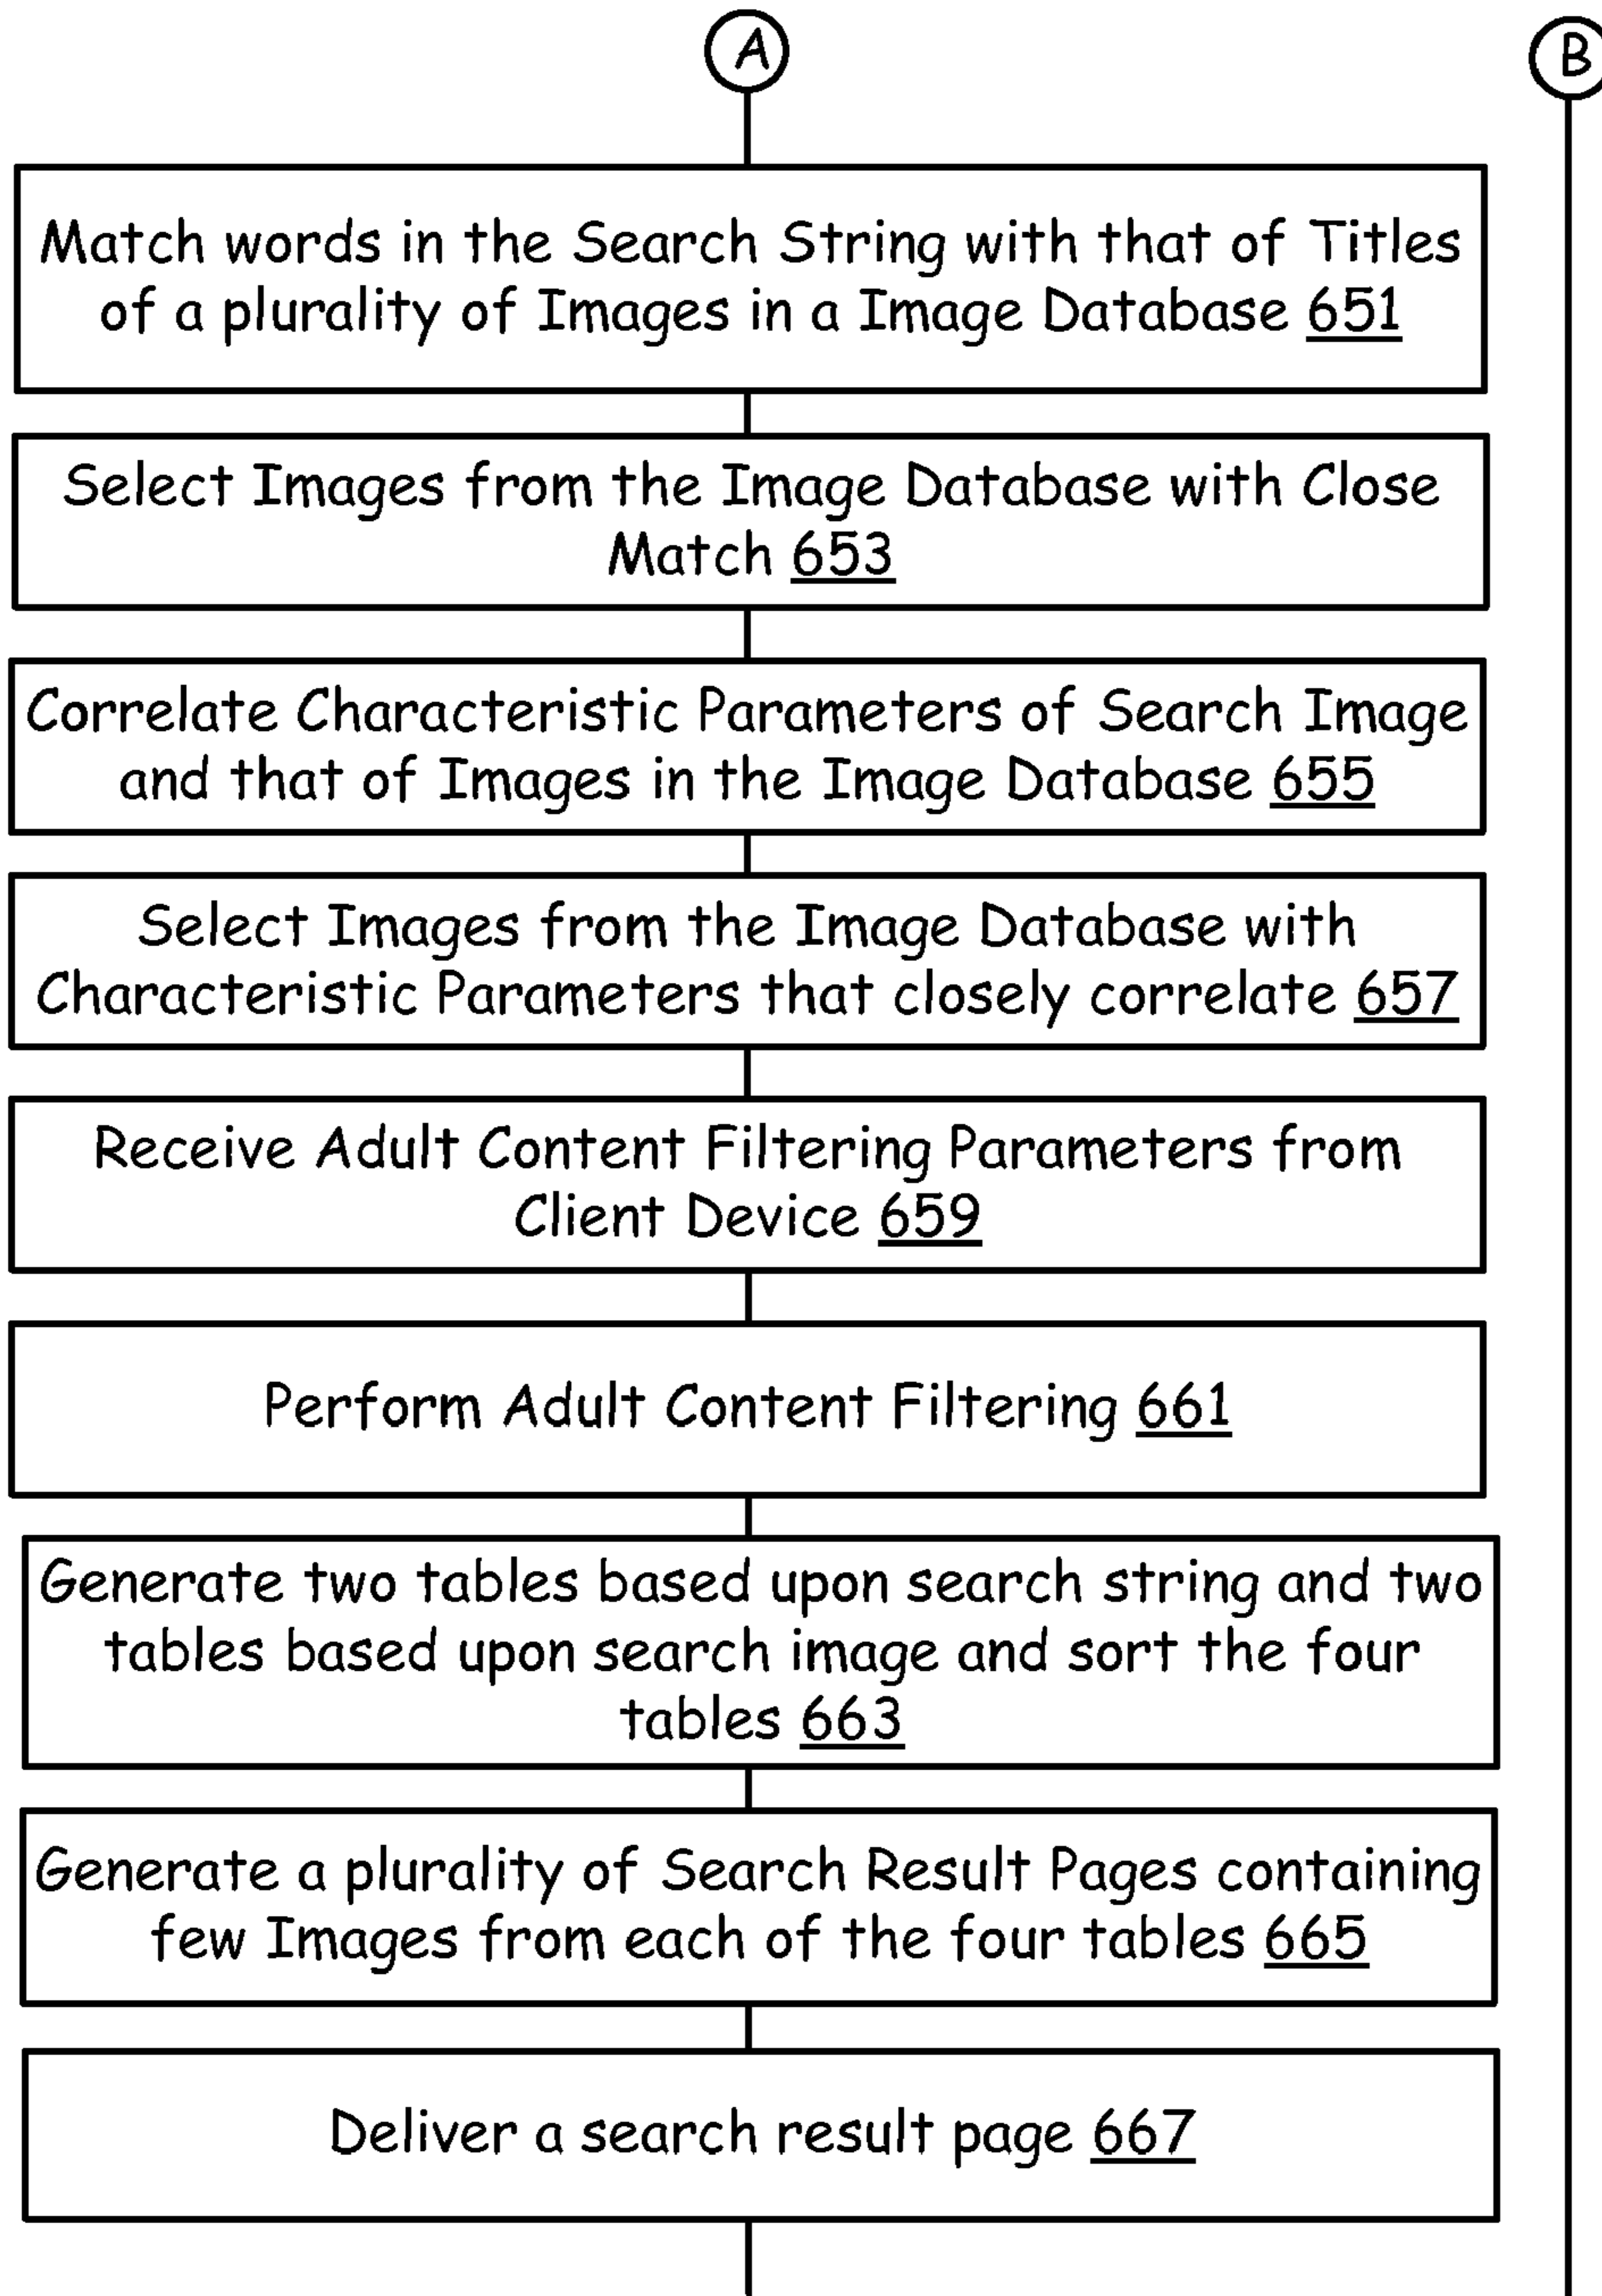 A
B
Match words in the Search String with that of Titles
of a plurality of Images in a Image Database 651
Select Images from the Image Database with Close
Match 653
Correlate Characteristic Parameters of Search Image
and that of Images in the Image Database 655
Select Images from the Image Database with
Characteristic Parameters that closely correlate 657
Receive Adult Content Filtering Parameters from
Client Device 659
Perform Adult Content Filtering 661
Generate two tables based upon search string and two
tables based upon search image and sort the four
tables 663
Generate a plurality of Search Result Pages containing
few Images from each of the four tables 665
Deliver a search result page 667